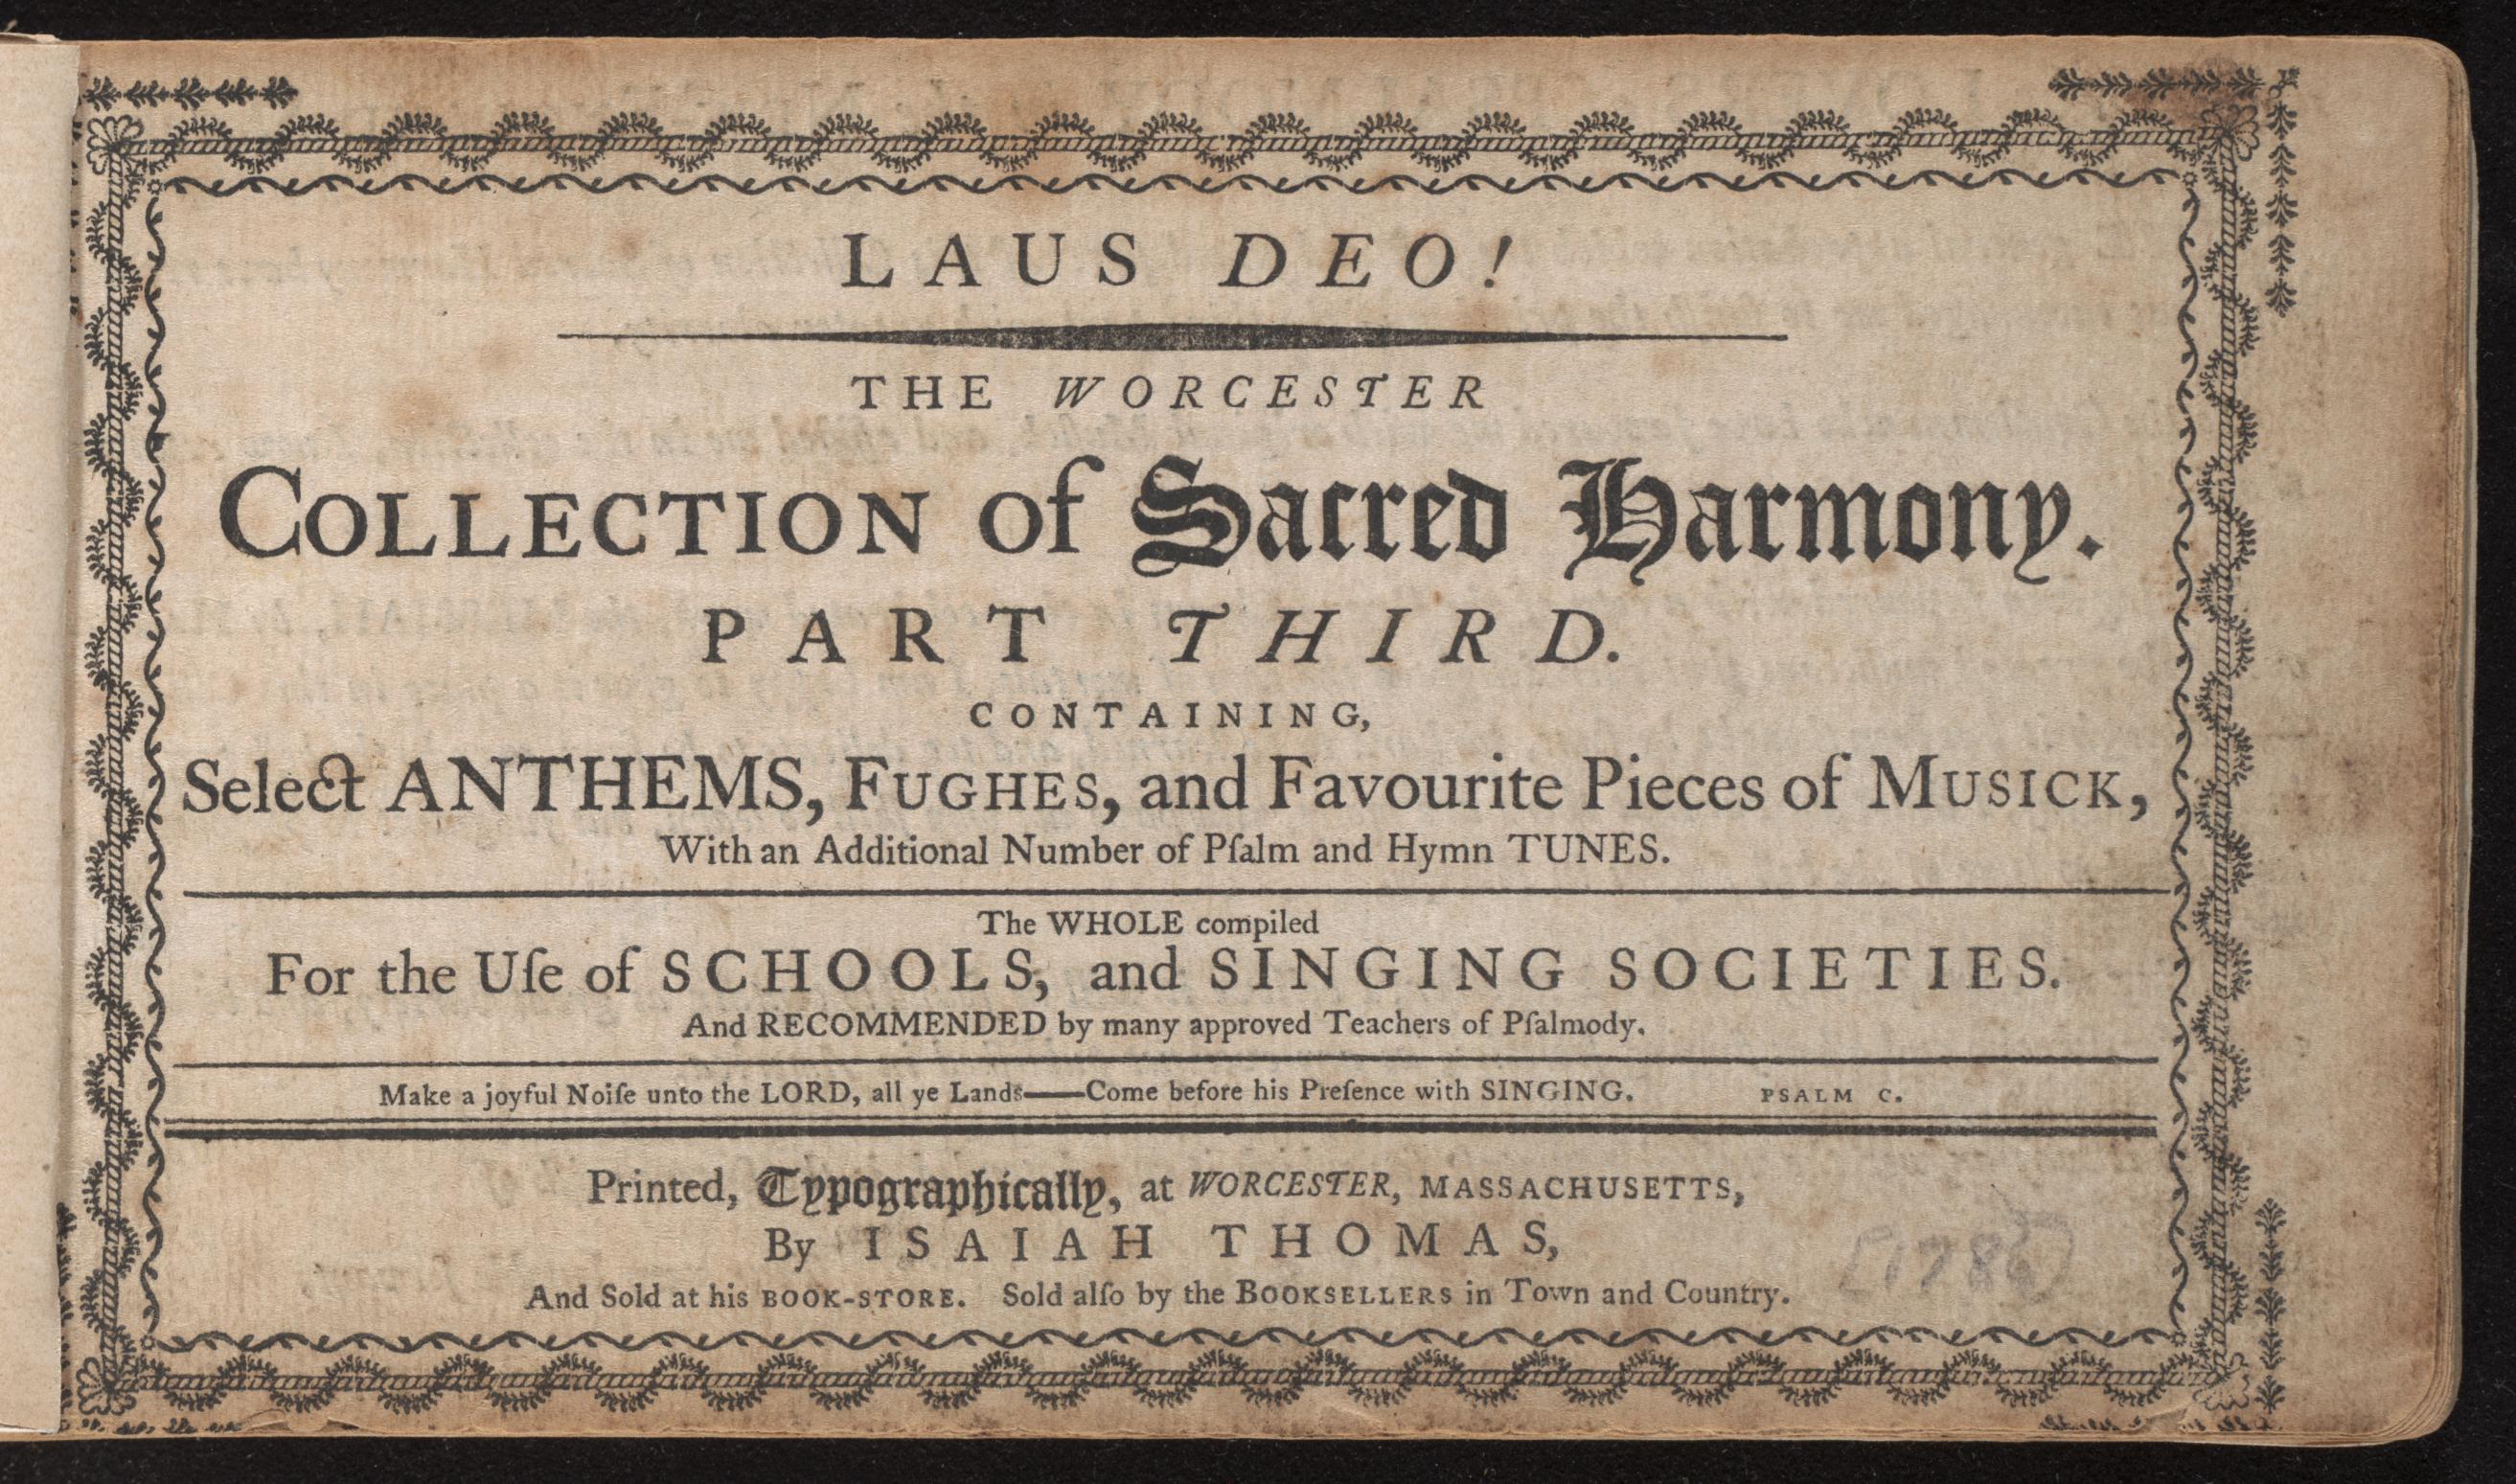 LAUS DEO!
THE WORCESTER
COLLECTION of Sacred Harmony.
PART THIRD.
CONTAINING,
Select ANTHEMS, FUGHES, and Favourite Pieces of MUSICK,
With an Additional Number of Pſalm and Hymn TUNES.
The WHOLE compiled
For the Uſe of SCHOOLS, and SINGING SOCIETIES.
And RECOMMENDED by many approved Teachers of Pſalmody.
Make a joyful Noiſe unto the LORD, all ye Lands——Come before his Preſence with SINGING. PSALM C.
Printed, Typographically, at WORCESTER, MASSACHUSETTS,
By ISAIAH THOMAS,
And Sold at his BOOK-STORE. Sold alſo by the BOOKSELLERS in Town and Country.